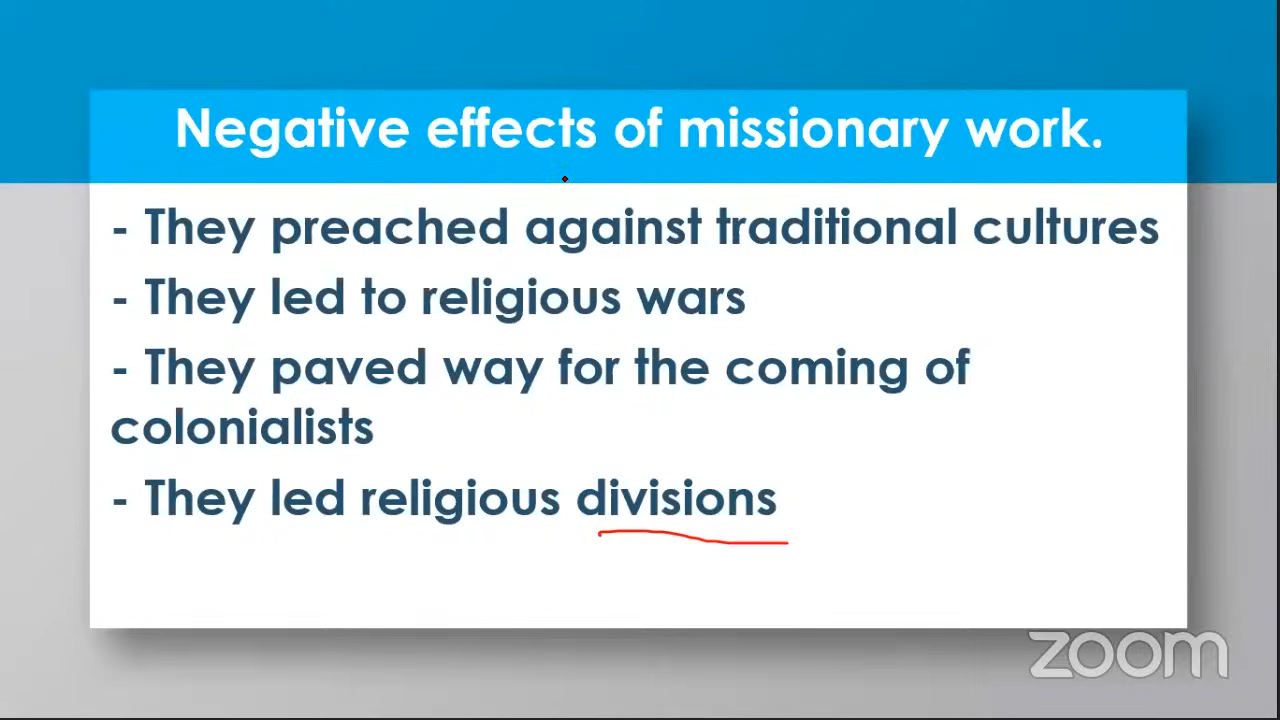 Negative effects of missionary work.
- They preached against traditional cultures
- They led to religious wars
- They paved way for the coming of
colonialists
- They led religious divisions
zoom